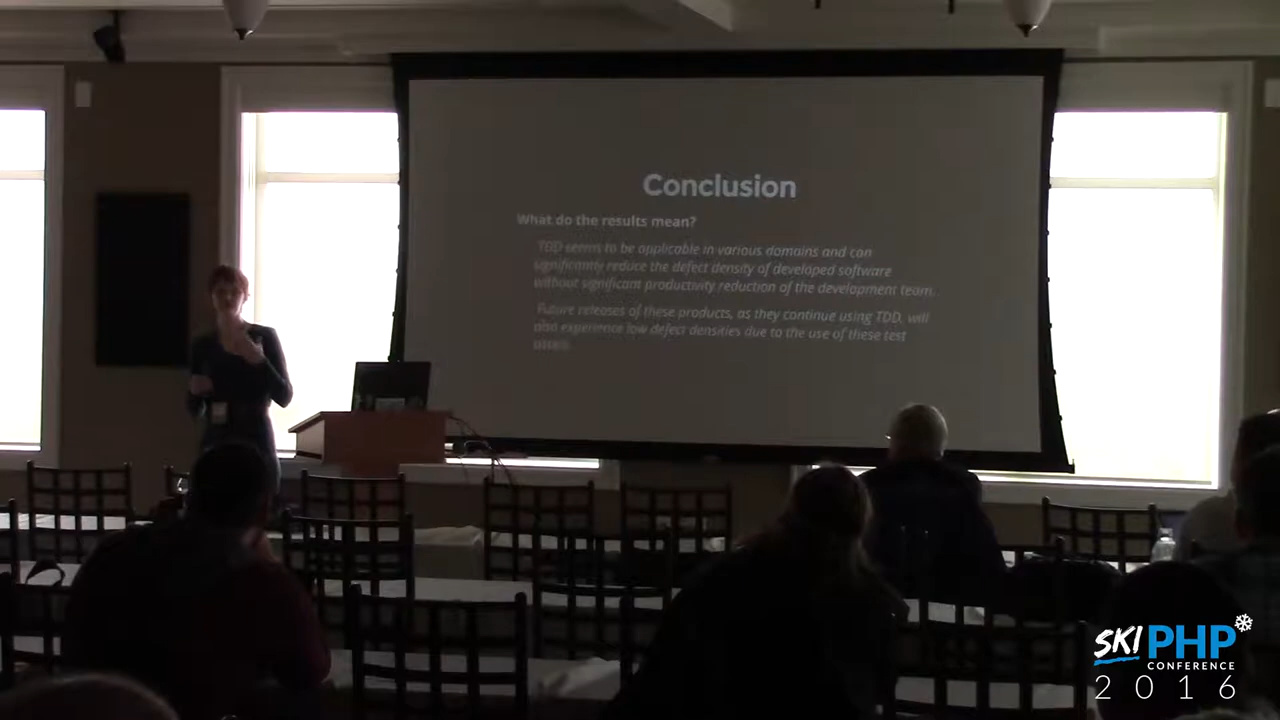 Conclusion
What do the results mean?
TDD seems to be applicable in various domains and can
significantly reduce the defect density of developed software
without significant productivity reduction of the development team.
Future releases of these products, as they continue using TDD, will
also experience low defect densities due to the use of these test
SKI PHP
CONFERENCE
2016